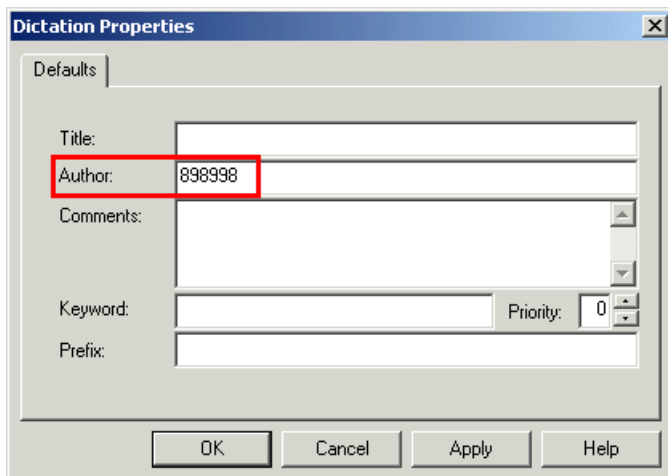 Dictation Properties
Defaults
Title:
Author: 898998
Comments:
Keyword: Priority: 0
Prefix:
OK Cancel Apply Help